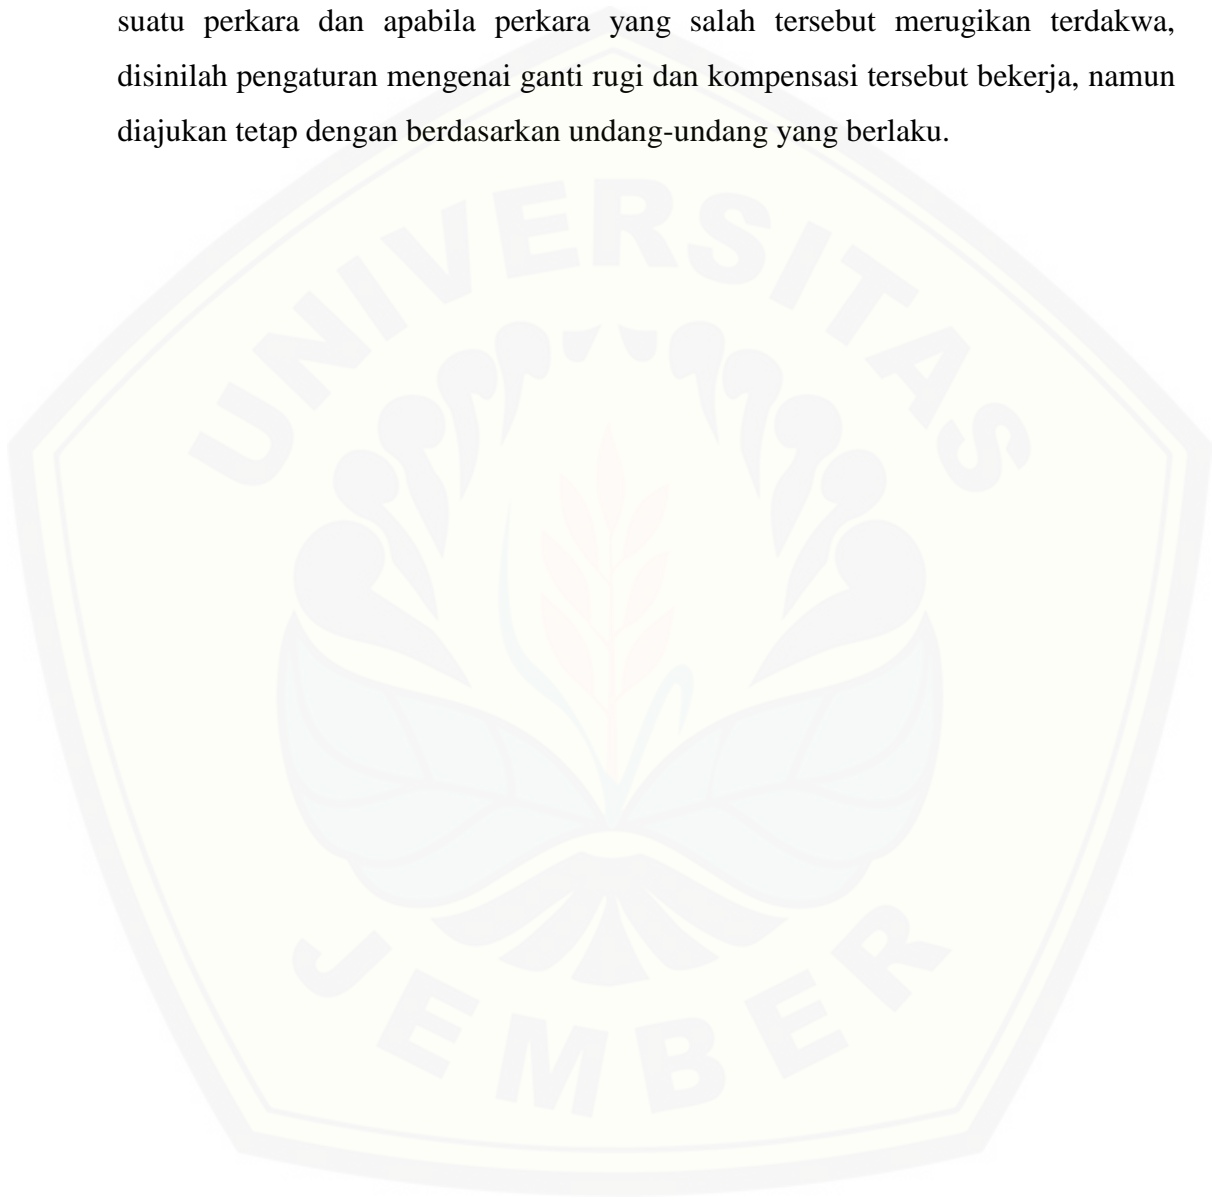 suatu perkara dan apabila perkara yang salah tersebut merugikan terdakwa,
disinilah pengaturan mengenai ganti rugi dan kompensasi tersebut bekerja, namun
diajukan tetap dengan berdasarkan undang-undang yang berlaku.
UNIVERSITAS
JEMBER